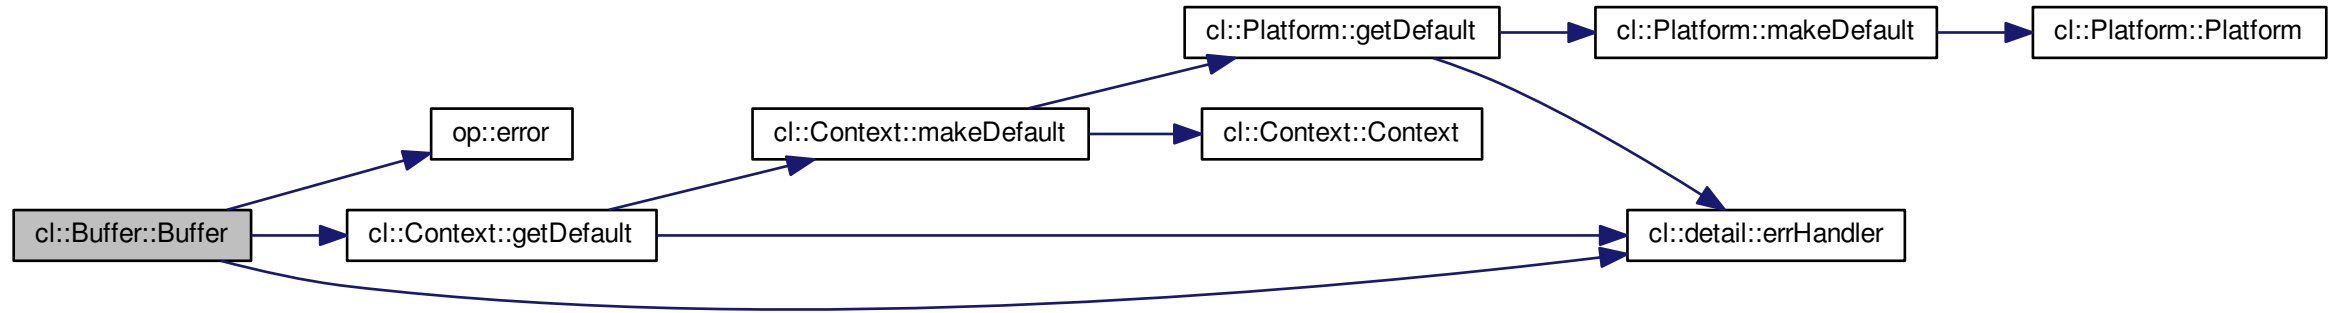 cl::Platform::getDefault
cl::Platform::makeDefault
cl::Platform::Platform
op::error
cl::Context::makeDefault
cl::Context::Context
cl::Buffer::Buffer
cl::Context::getDefault
cl::detail::errHandler